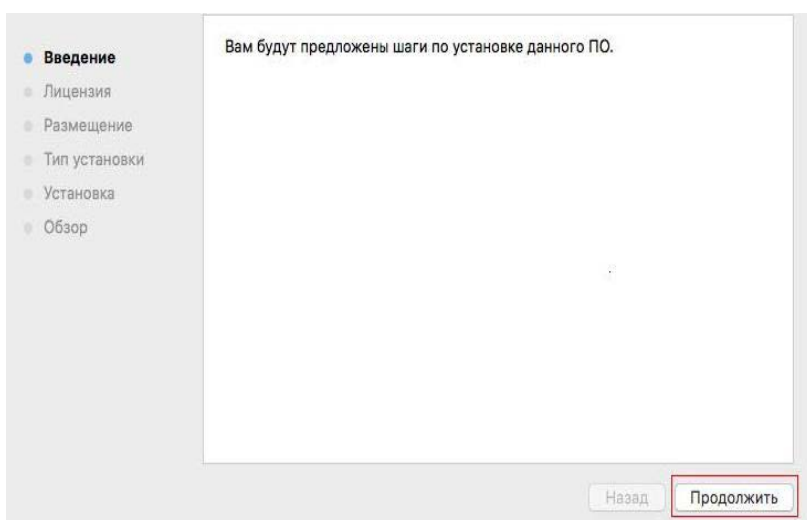 Введение
Лицензия
Размещение
Тип установки
Установка
Обзор
Вам будут предложены шаги по установке данного ПО.
Назад
Продолжить